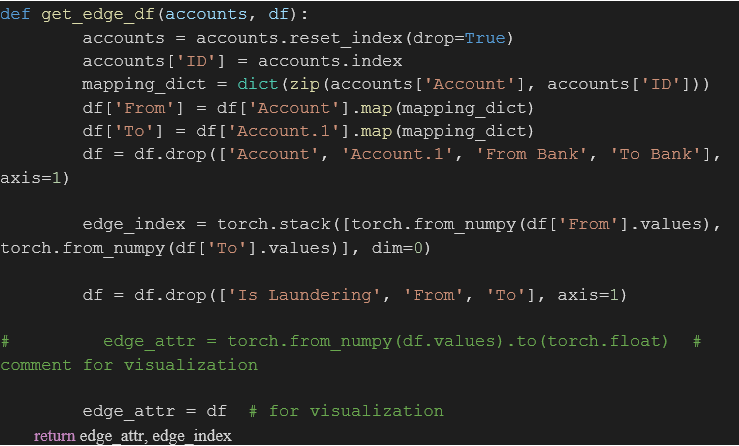 def get_edge_df(accounts, df):
        accounts = accounts.reset_index(drop=True)
        accounts['ID'] = accounts.index
        mapping_dict = dict(zip(accounts['Account'], accounts['ID']))
        df['From'] = df['Account'].map(mapping_dict)
        df['To'] = df['Account.1'].map(mapping_dict)
        df = df.drop(['Account', 'Account.1', 'From Bank', 'To Bank'],
axis=1)
        edge_index = torch.stack([torch.from_numpy(df['From'].values),
torch.from_numpy(df['To'].values)], dim=0)
        df = df.drop(['Is Laundering', 'From', 'To'], axis=1)
#         edge_attr = torch.from_numpy(df.values).to(torch.float)  #
comment for visualization
        edge_attr = df  # for visualization
    return edge_attr, edge_index